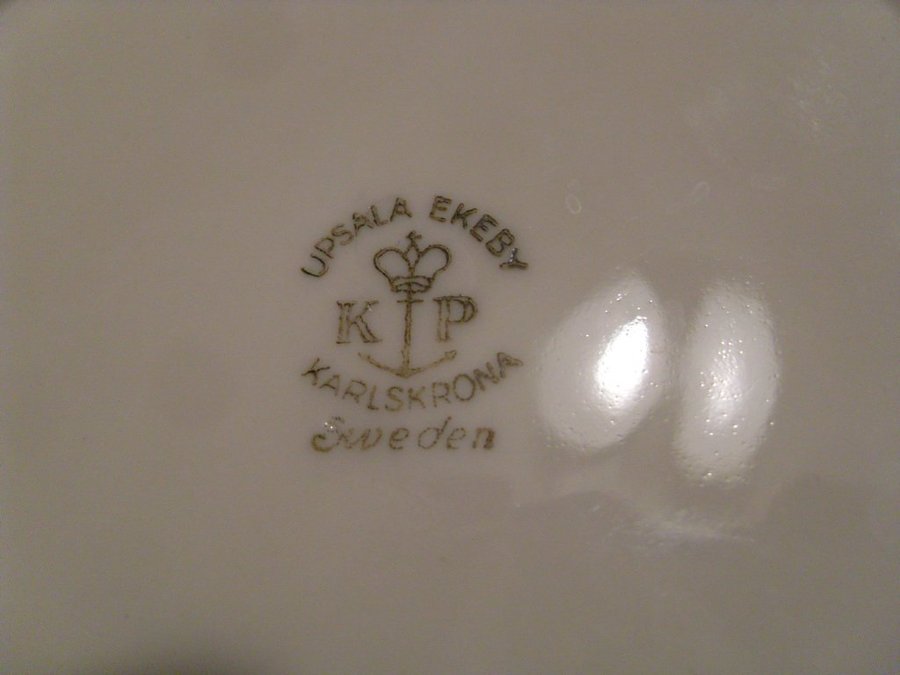 UPSALA EKEBY
K P
KARLSKRONA
Sweden